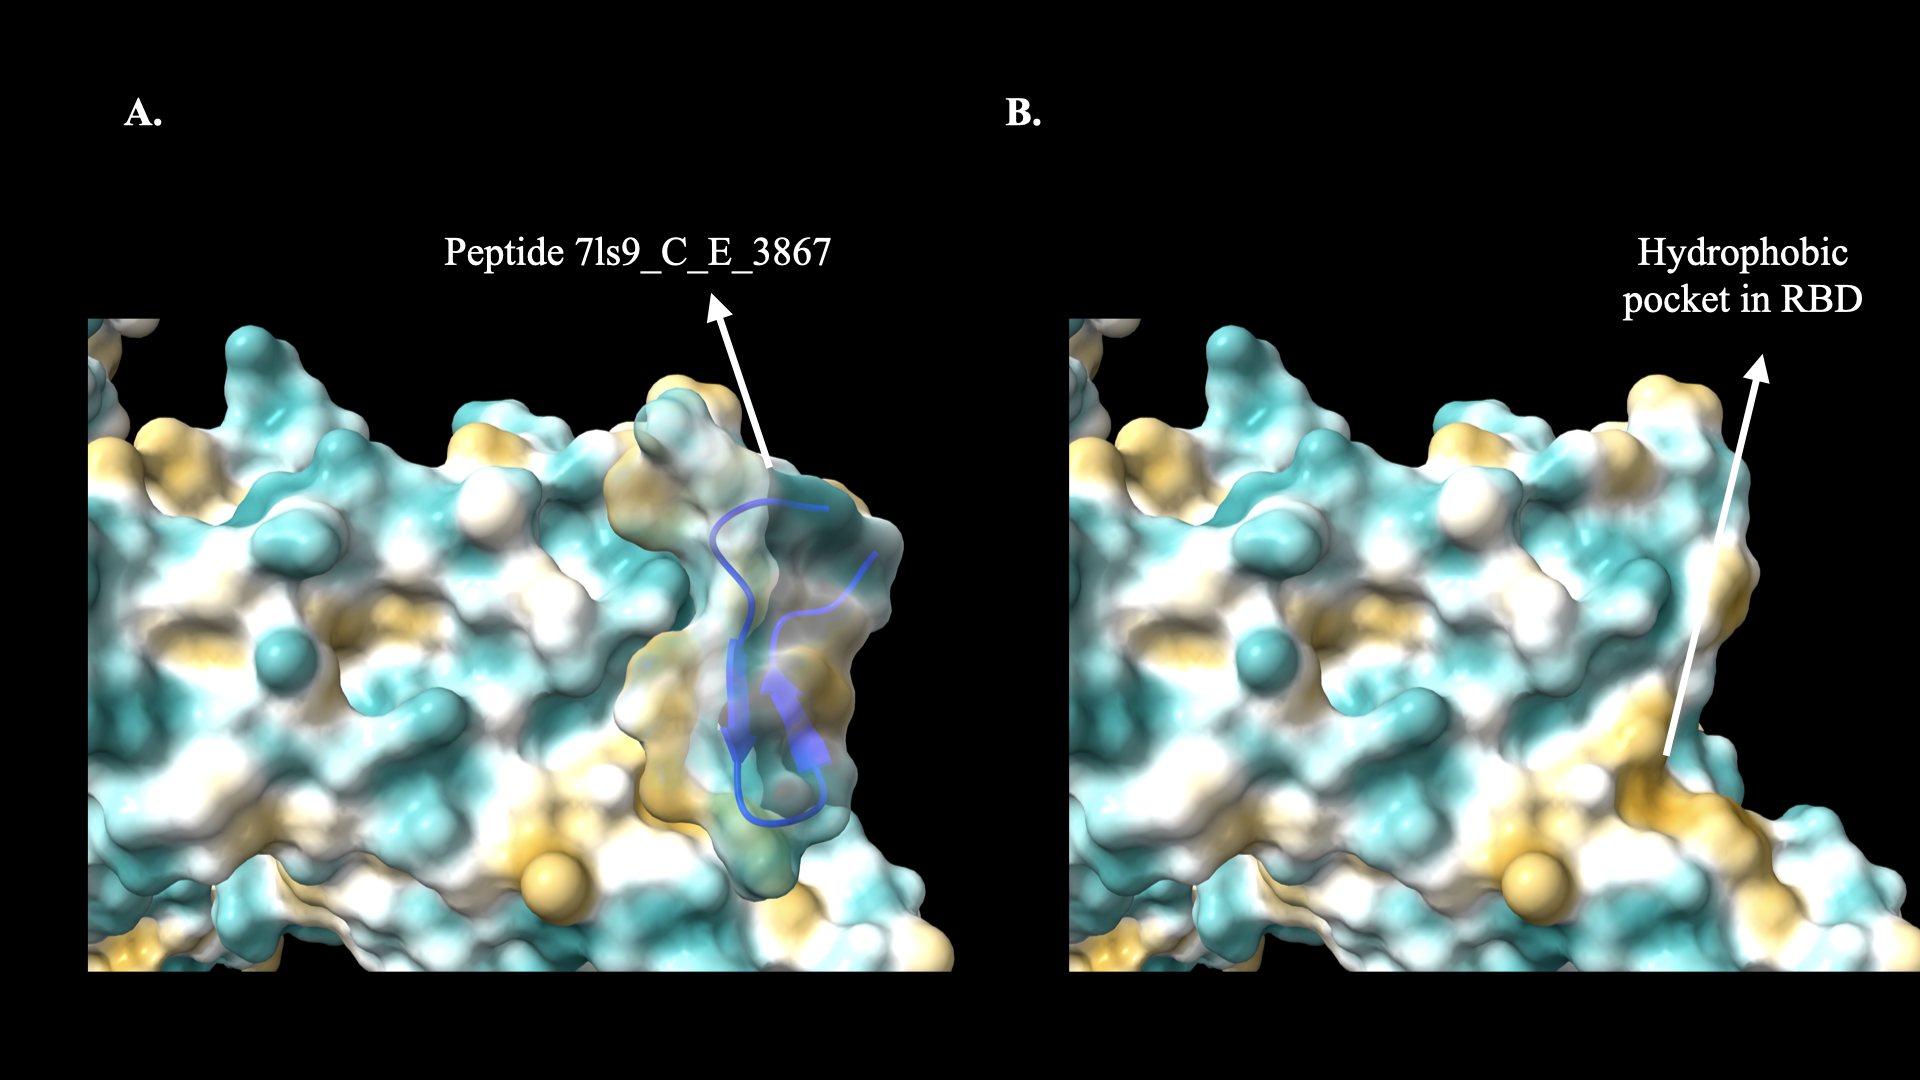 A.
B.
Peptide 7ls9_C_E_3867
Hydrophobic
pocket in RBD